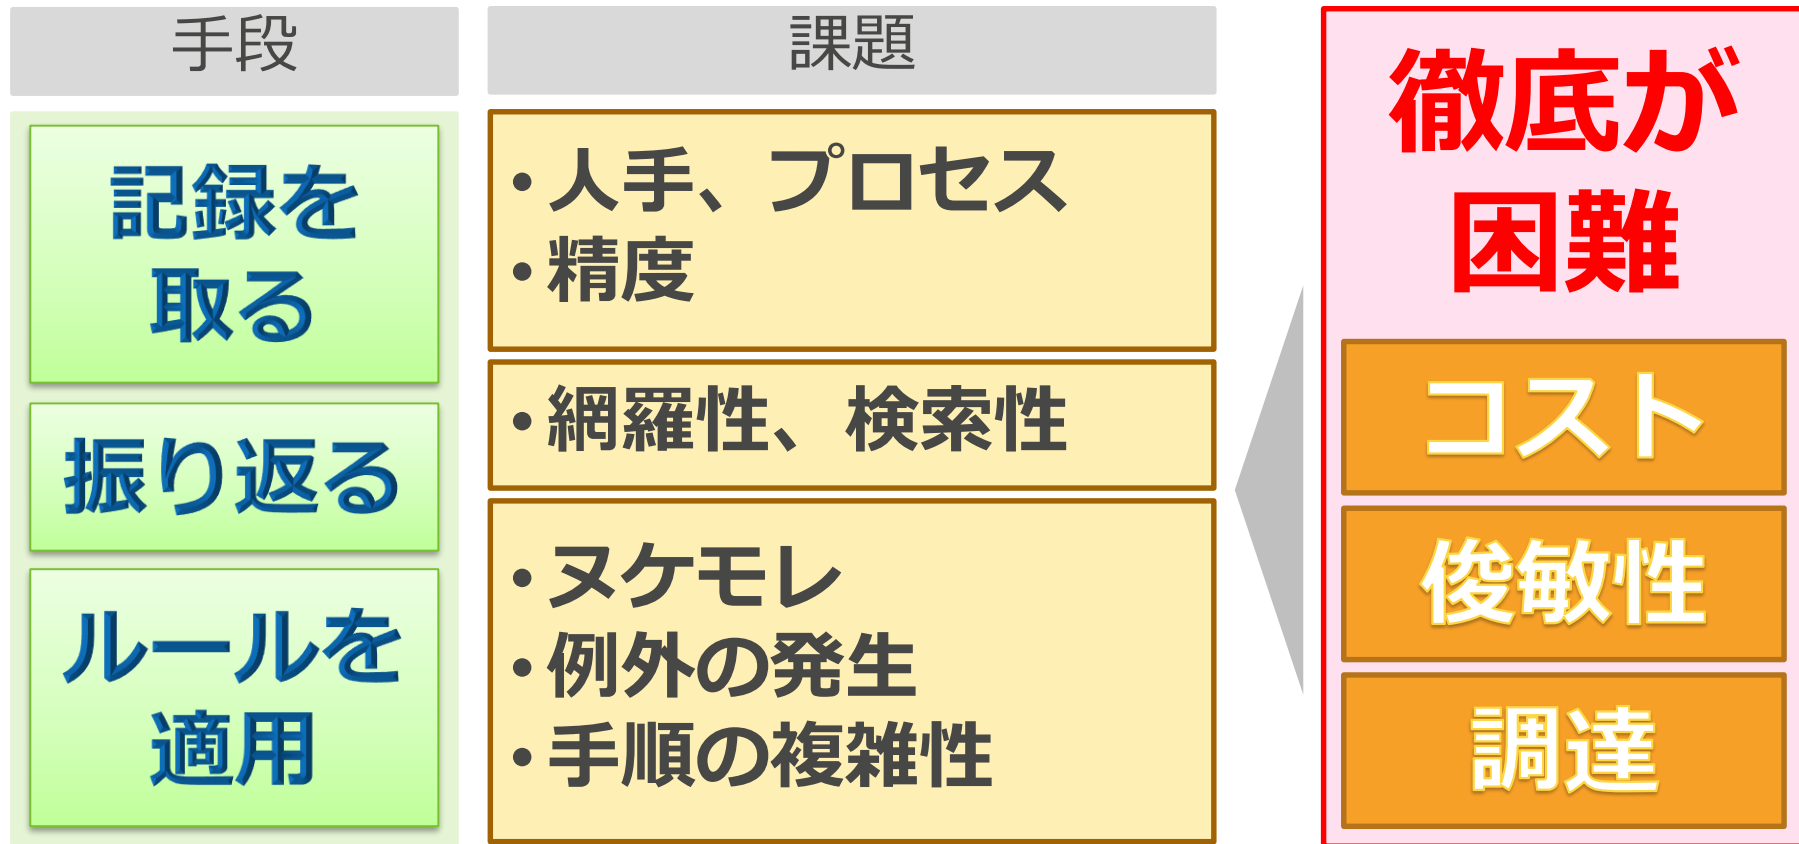 手段
課題
記録を
取る
・人手、プロセス
・精度
振り返る
・網羅性、検索性
ルールを
適用
・ヌケモレ
・例外の発生
・手順の複雑性
徹底が
困難
コスト
俊敏性
調達